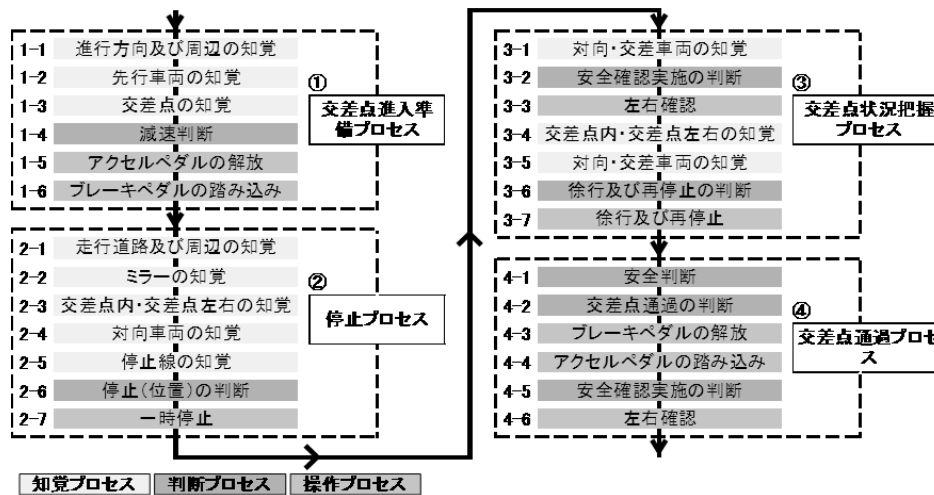 1-1 進行方向及び周辺の知覚
1-2 先行車両の知覚
1-3 交差点の知覚
1-4 減速判断
1-5 アクセルペダルの解放
1-6 ブレーキペダルの踏み込み
①
交差点進入準
備プロセス
2-1 走行道路及び周辺の知覚
2-2 ミラーの知覚
2-3 交差点内・交差点左右の知覚
2-4 対向車両の知覚
2-5 停止線の知覚
2-6 停止(位置)の判断
2-7 一時停止
②
停止プロセス
3-1 対向・交差車両の知覚
3-2 安全確認実施の判断
3-3 左右確認
3-4 交差点内・交差点左右の知覚
3-5 対向・交差車両の知覚
3-6 徐行及び再停止の判断
3-7 徐行及び再停止
③
交差点状況把握
プロセス
4-1 安全判断
4-2 交差点通過の判断
4-3 ブレーキペダルの解放
4-4 アクセルペダルの踏み込み
4-5 安全確認実施の判断
4-6 左右確認
④
交差点通過プロセ
ス
知覚プロセス 判断プロセス 操作プロセス